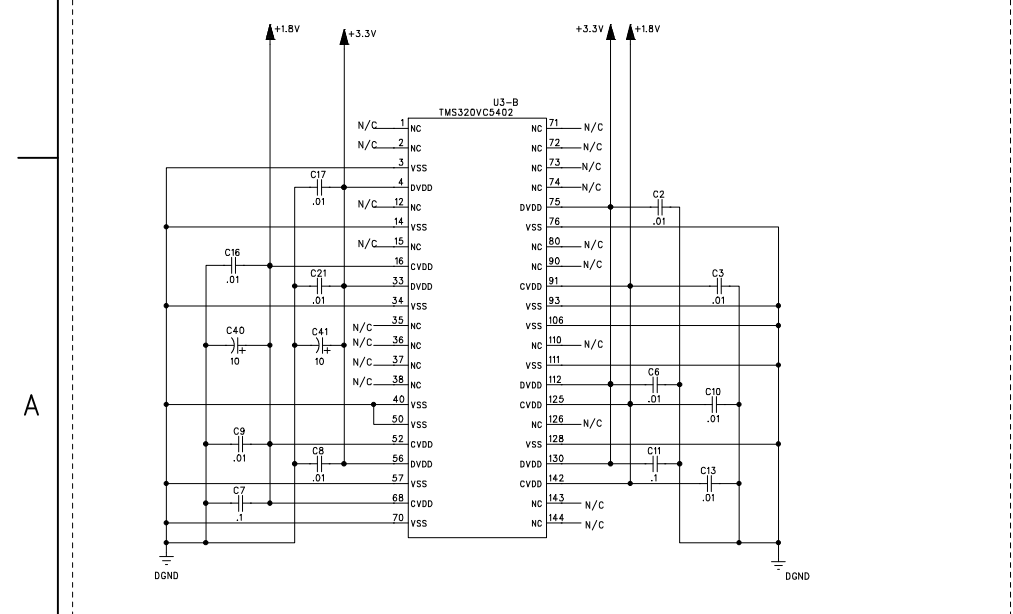 +1.8V
+3.3V
+3.3V
+1.8V
U3-B
TMS320VC5402
N/C 1 NC
N/C 2 NC
3 VSS
C17 4 DVDD
.01
N/C 12 NC
14 VSS
N/C 15 NC
C16 16 CVDD
.01
C21 33 DVDD
.01
34 VSS
N/C 35 NC
C40 C41 N/C 36 NC
10 10
N/C 37 NC
N/C 38 NC
40 VSS
50 VSS
C9 52 CVDD
.01
C8 56 DVDD
.01
57 VSS
C7 68 CVDD
.1
70 VSS
DGND
NC 71 N/C
NC 72 N/C
NC 73 N/C
NC 74 N/C
DVDD 75 C2
.01
VSS 76
NC 80 N/C
NC 90 N/C
CVDD 91 C3
.01
VSS 93
VSS 106
NC 110 N/C
VSS 111
DVDD 112 C6
.01
CVDD 125 C10
.01
NC 126 N/C
VSS 128
DVDD 130 C11
.1
CVDD 142 C13
.01
NC 143 N/C
NC 144 N/C
DGND
A